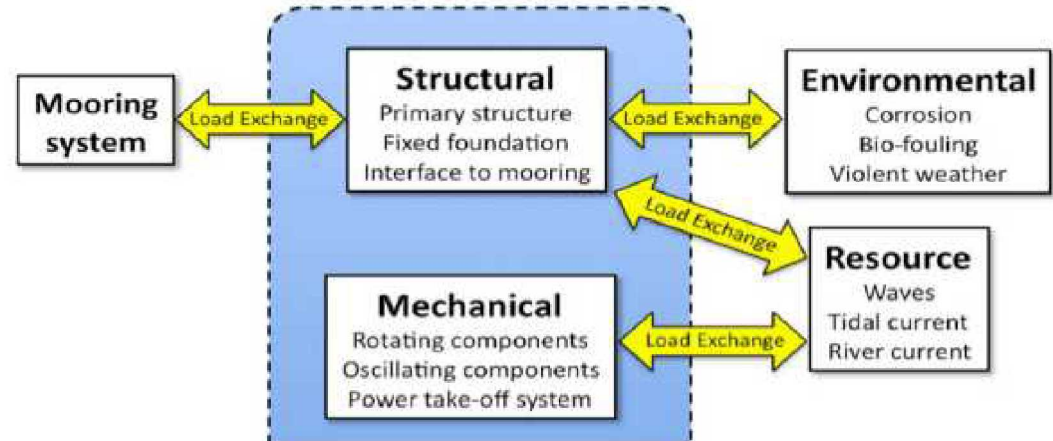 Mooring
system
Load Exchange
Structural
Primary structure
Fixed foundation
Interface to mooring
Load Exchange
Environmental
Corrosion
Bio-fouling
Violent weather
Load Exchange
Resource
Waves
Tidal current
River current
Mechanical
Rotating components
Oscillating components
Power take-off system
Load Exchange